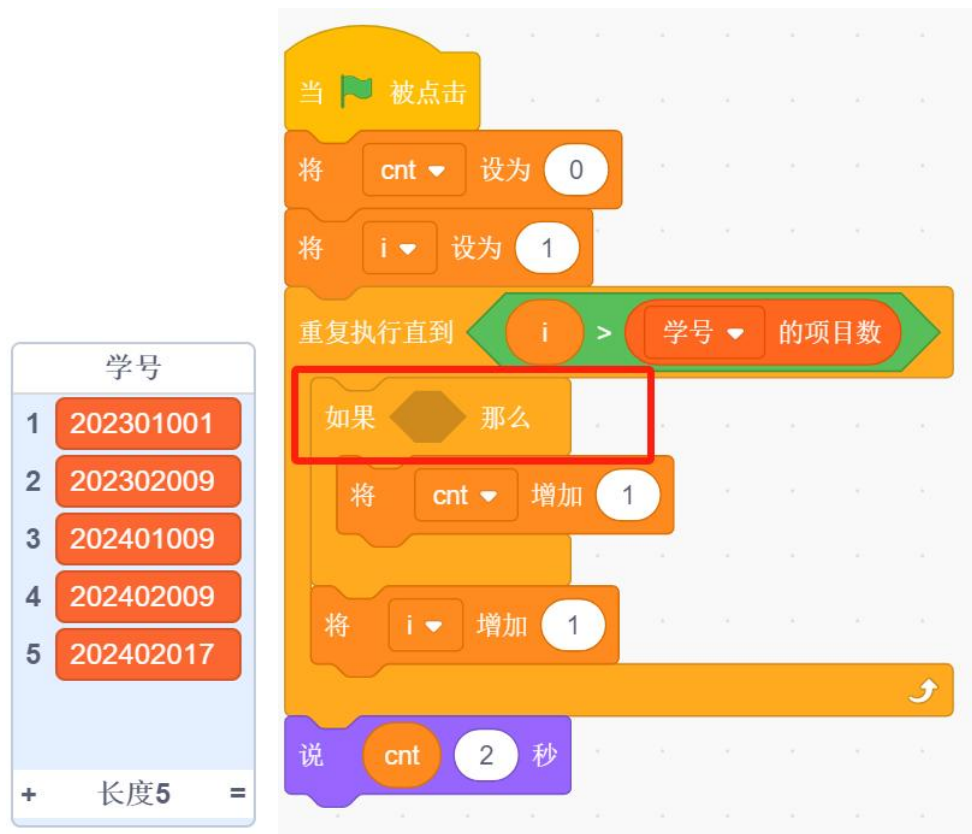 学号
1 202301001
2 202302009
3 202401009
4 202402009
5 202402017
+ 长度5 =
当 被点击
将 cnt 设为 0
将 i 设为 1
重复执行直到 i > 学号 的项目数
如果 那么
将 cnt 增加 1
将 i 增加 1
说 cnt 2 秒